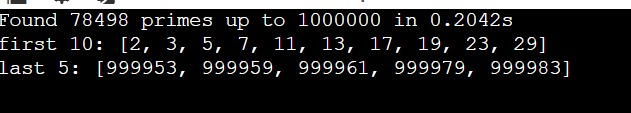 Found 78498 primes up to 1000000 in 0.2042s
first 10: [2, 3, 5, 7, 11, 13, 17, 19, 23, 29]
last 5: [999953, 999959, 999961, 999979, 999983]